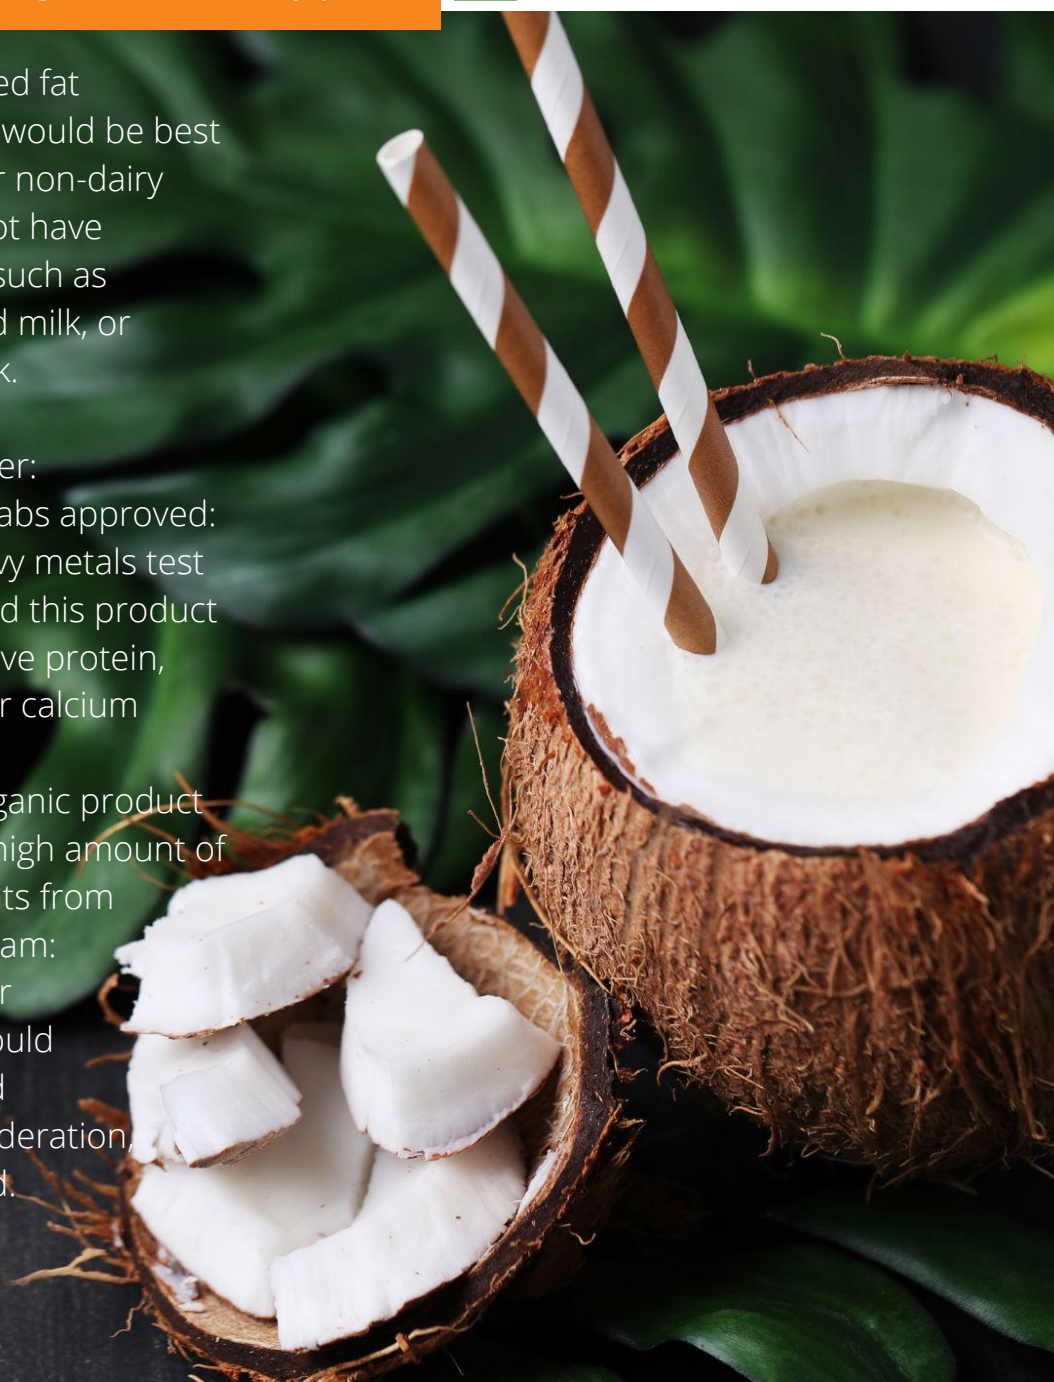 ed fat
would be best
r non-dairy
ot have
such as
d milk, or
k.
er:
abs approved:
vy metals test
d this product
ve protein,
r calcium
ganic product
high amount of
ts from
am:
r
ould
d
deration,
d.